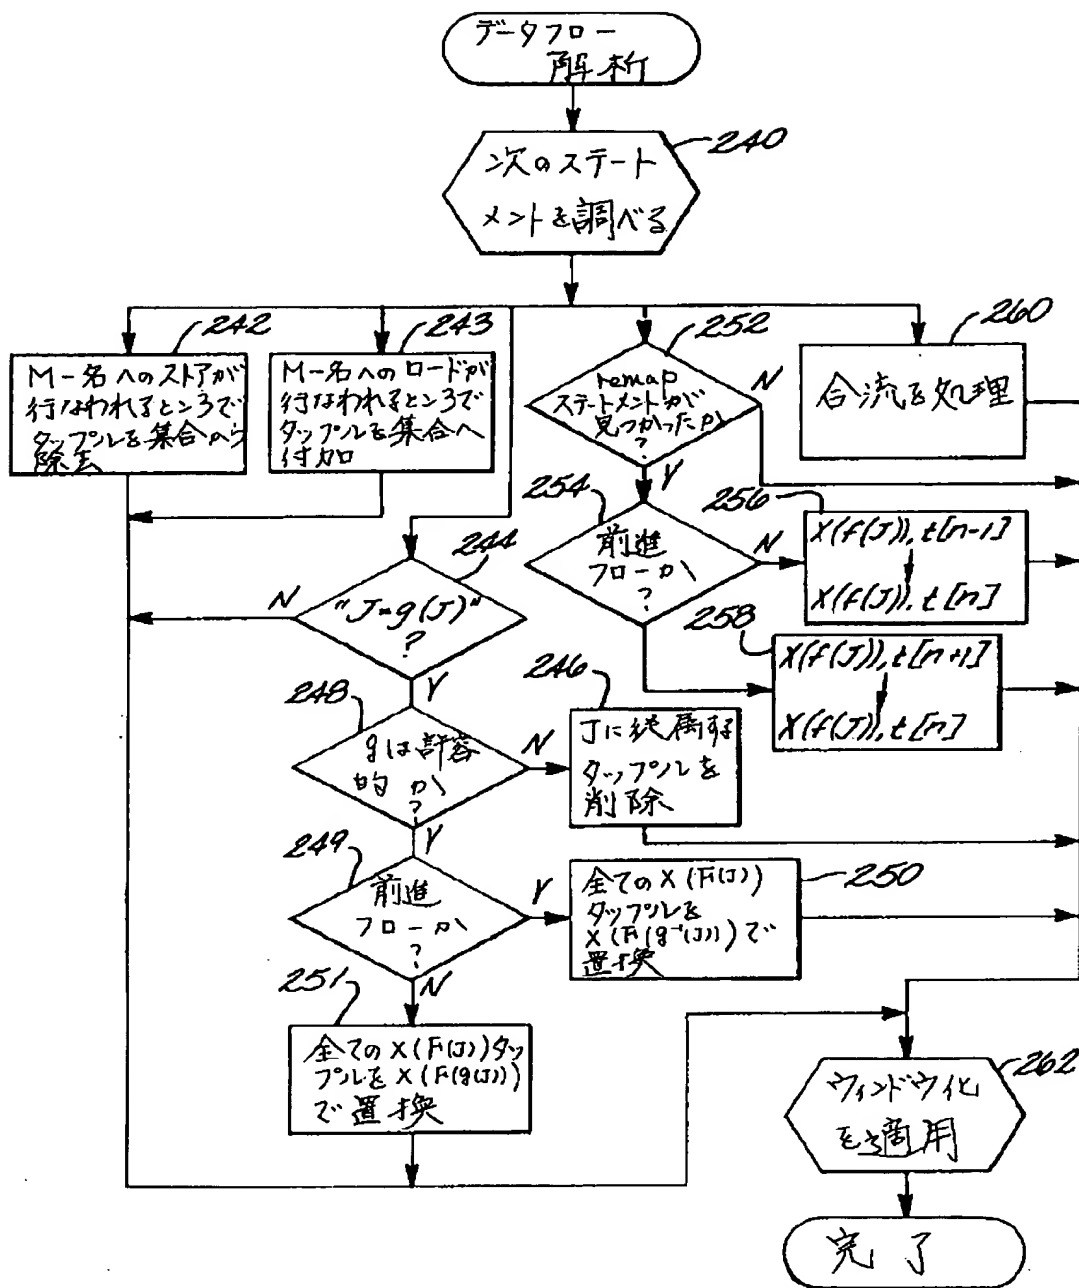 データフロー
解析
240
次のステート
メントを調べる
242
M-名へのストアが
行なわれるところで
タップルを集合から
除去
243
M-名へのロードが
行なわれるところで
タップルを集合へ
付加
252
remap
ステートメントが
見つかったか
?
N
Y
260
合流を処理
254
前進
フローか
?
N
256
X(f(J)), t[n-1]
X(f(J)), t[n]
258
X(f(J)), t[n+1]
X(f(J)), t[n]
244
"J=g(J)"
?
N
Y
248
gは許容
的か
?
N
Y
246
Jに従属する
タップルを
削除
249
前進
フローか
?
Y
N
250
全てのX(F(J))
タップルを
X(F(g⁻¹(J)))で
置換
251
全てのX(F(J))タッ
プルをX(F(g(J)))
で置換
262
ウィンドウ化
を適用
完了